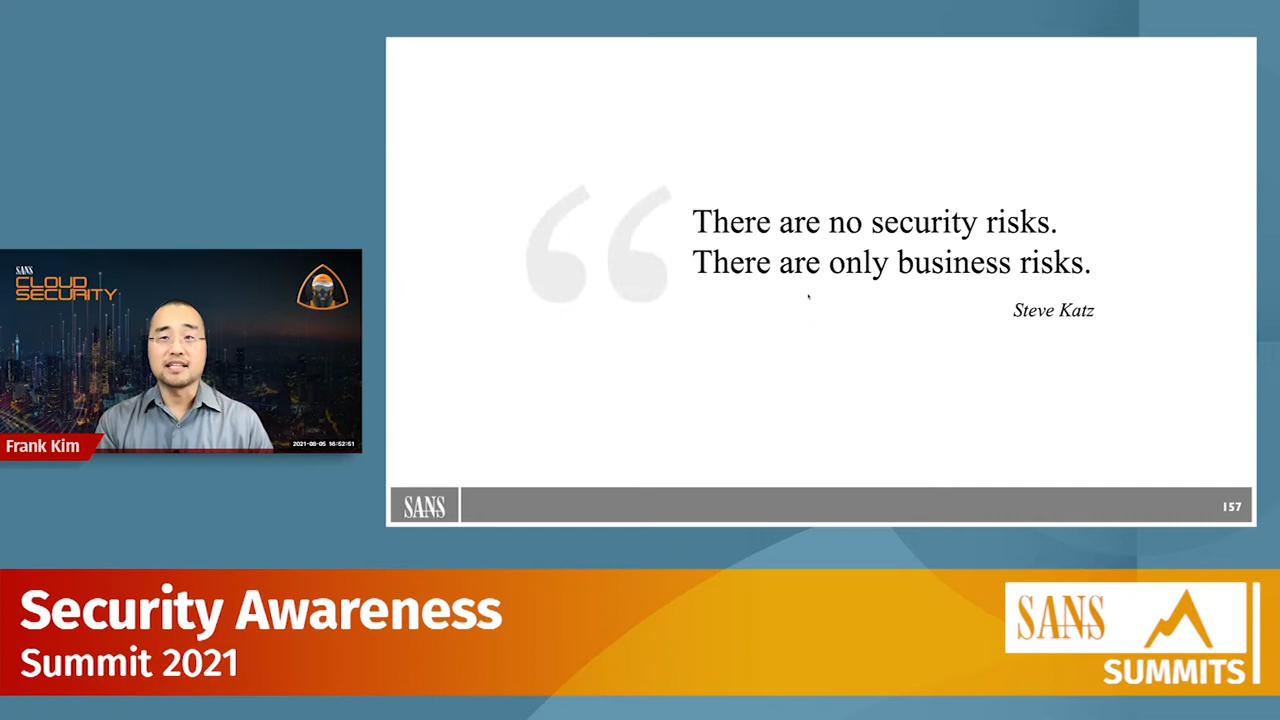 There are no security risks.
There are only business risks.
Steve Katz
SANS
157
SANS
CLOUD
SECURITY
Frank Kim
2021-08-05 16:52:51
Security Awareness
Summit 2021
SANS
SUMMITS